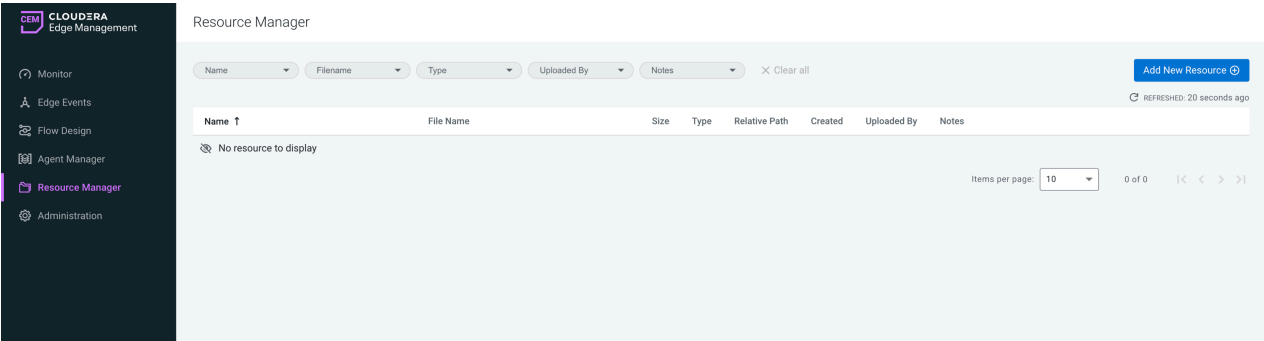 CEM CLOUDERA
Edge Management
Resource Manager
Monitor
Edge Events
Flow Design
Agent Manager
Resource Manager
Administration
Name Filename Type Uploaded By Notes Clear all
Add New Resource
REFRESHED: 20 seconds ago
Name File Name Size Type Relative Path Created Uploaded By Notes
No resource to display
Items per page: 10 0 of 0